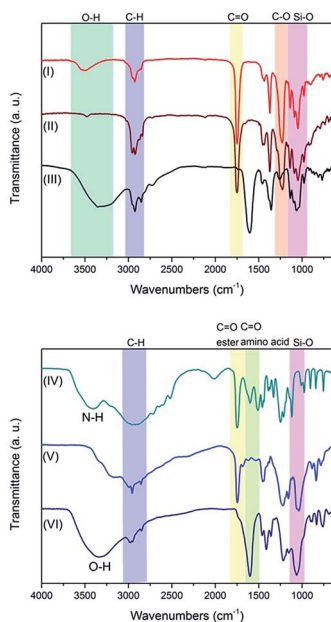 O-H C-H C=O C-O Si-O
(I)
(II)
(III)
Transmittance (a. u.)
4000 3500 3000 2500 2000 1500 1000
Wavenumbers (cm⁻¹)
C=O C=O
C-H ester amino acid Si-O
(IV)
N-H
(V)
(VI)
O-H
Transmittance (a. u.)
4000 3500 3000 2500 2000 1500 1000
Wavenumbers (cm⁻¹)